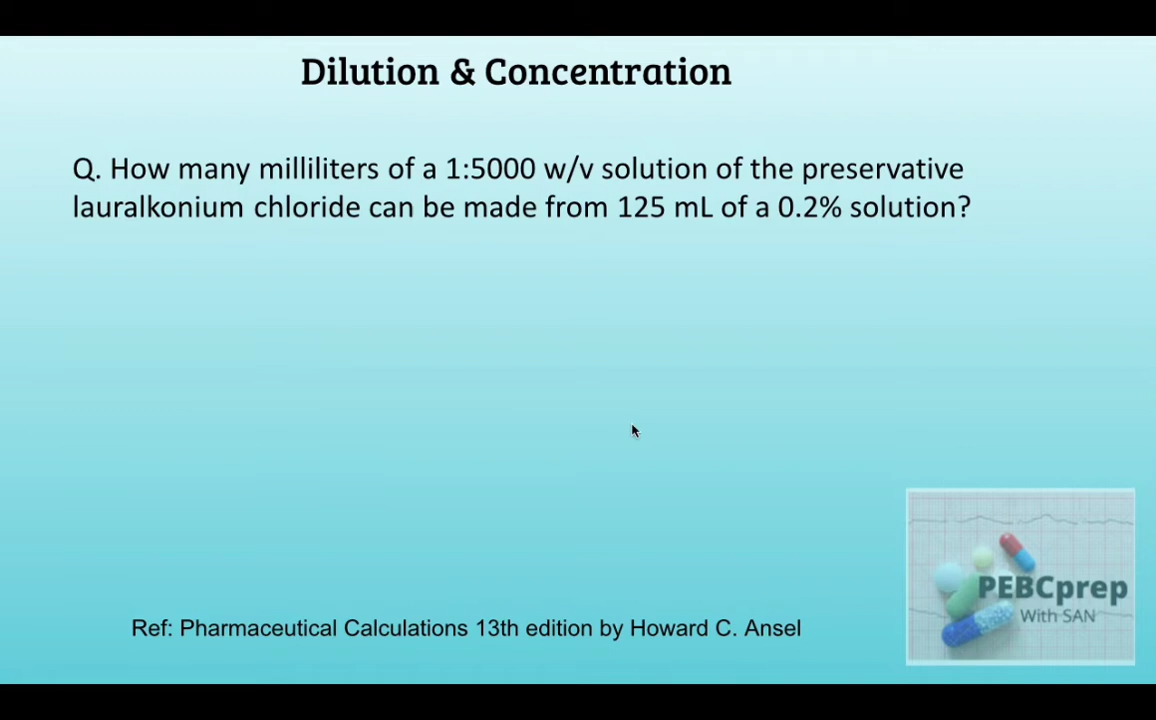 Dilution & Concentration
Q. How many milliliters of a 1:5000 w/v solution of the preservative
lauralkonium chloride can be made from 125 mL of a 0.2% solution?
PEBCprep
With SAN
Ref: Pharmaceutical Calculations 13th edition by Howard C. Ansel